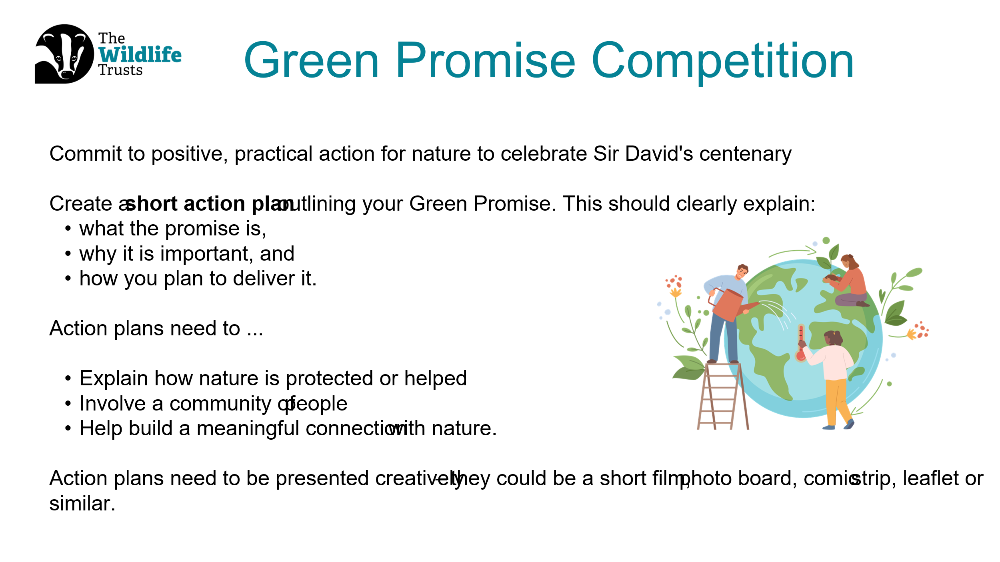 The
Wildlife
Trusts
Green Promise Competition
Commit to positive, practical action for nature to celebrate Sir David's centenary
Create a short action plan outlining your Green Promise. This should clearly explain:
• what the promise is,
• why it is important, and
• how you plan to deliver it.
Action plans need to ...
• Explain how nature is protected or helped
• Involve a community of people
• Help build a meaningful connection with nature.
Action plans need to be presented creatively – they could be a short film, photo board, comic strip, leaflet or
similar.